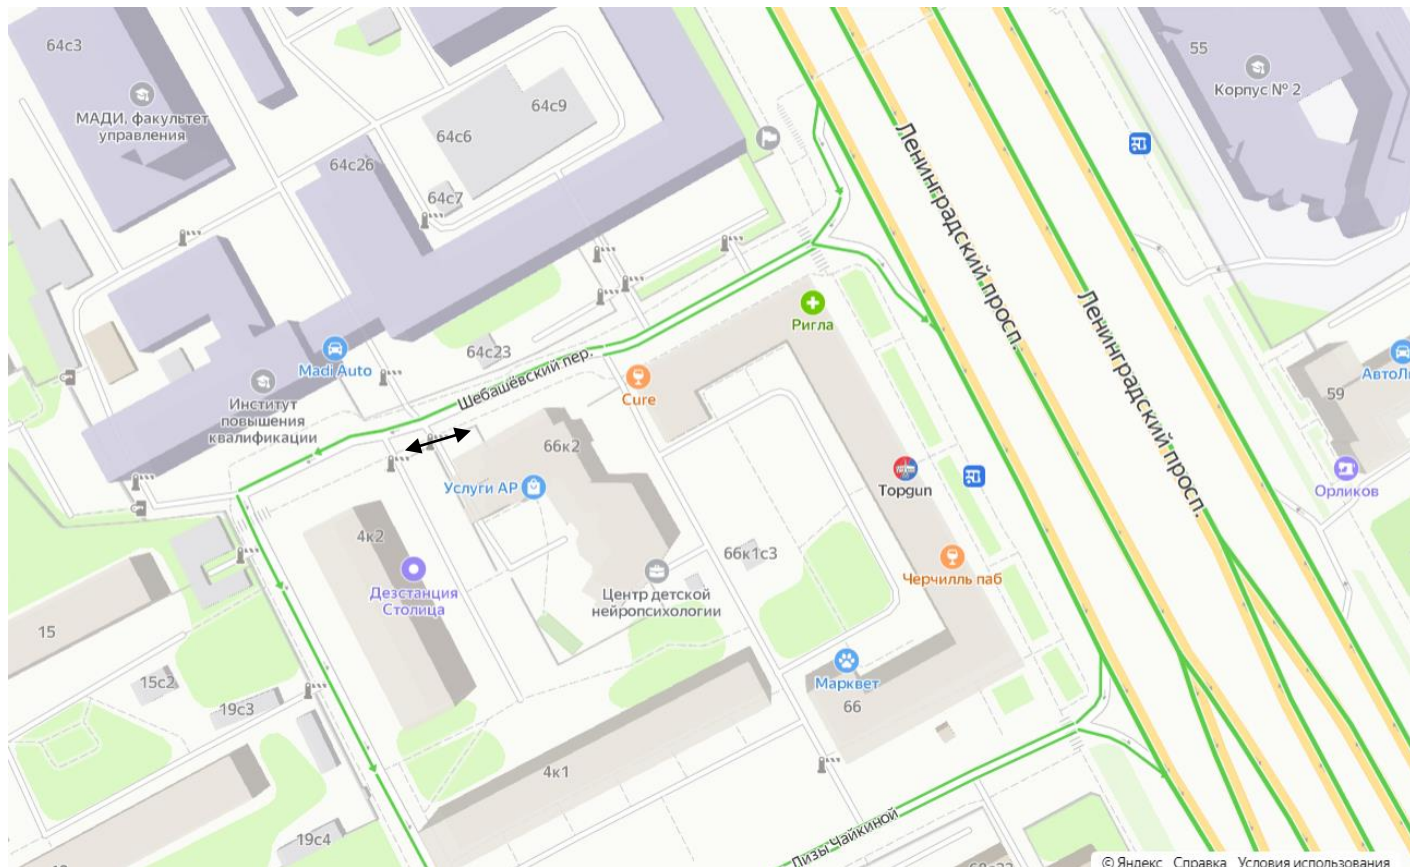 64с3
МАДИ, факультет
управления
64с9
64с6
64с26
64с7
55
Корпус № 2
Ленинградский просп.
Ленинградский просп.
Ригла
64с23
Madi Auto
Шебашёвский пер.
Институт
повышения
квалификации
Cure
59
Орликов
66к2
Услуги АР
Topgun
4к2
Дезстанция
Столица
66к1с3
Центр детской
нейропсихологии
Черчилль паб
15
15с2
19с3
Марквет
66
4к1
19с4
Лизы Чайкиной
© Яндекс Справка Условия использования